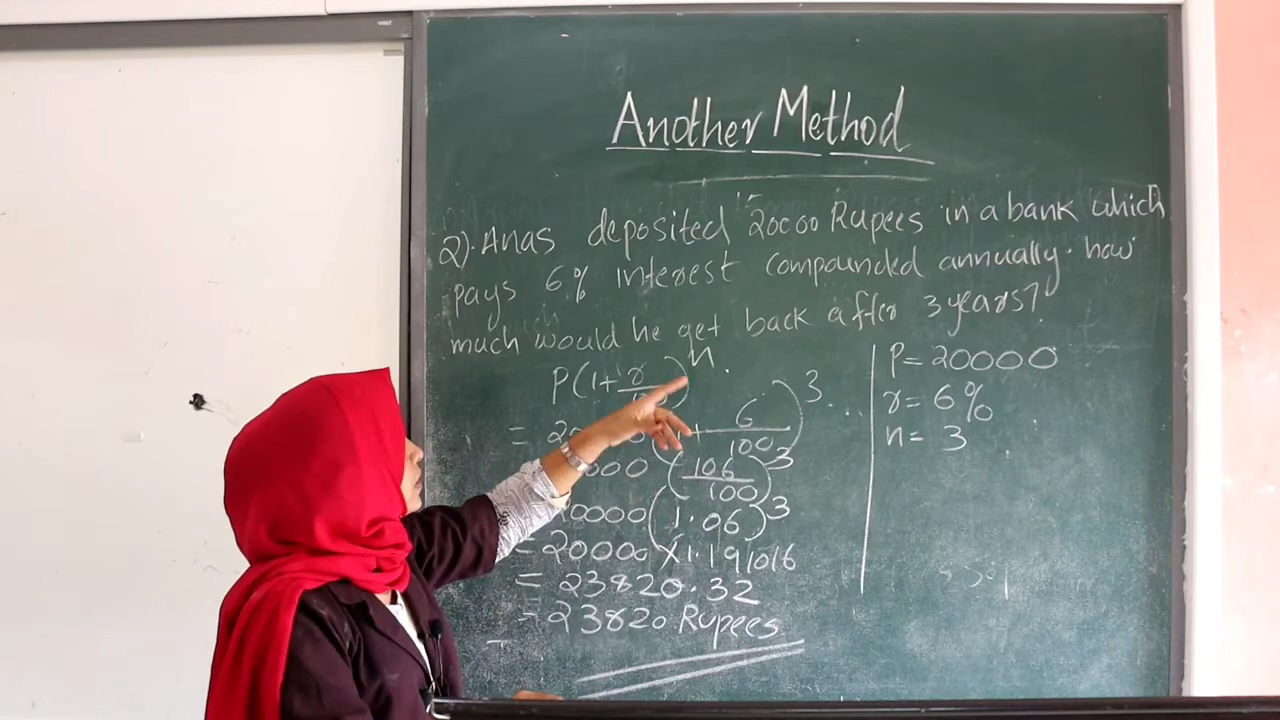 Another Method
2). Anas deposited 20000 Rupees in a bank which
pays 6% interest compounded annually. how
much would he get back after 3 years?
P(1+r
n.
6
100)3...
(106
100)3
20000(1.06)3
=20000×1.191016
=23820.32
=23820 Rupees
P=20000
r=6%
n=3